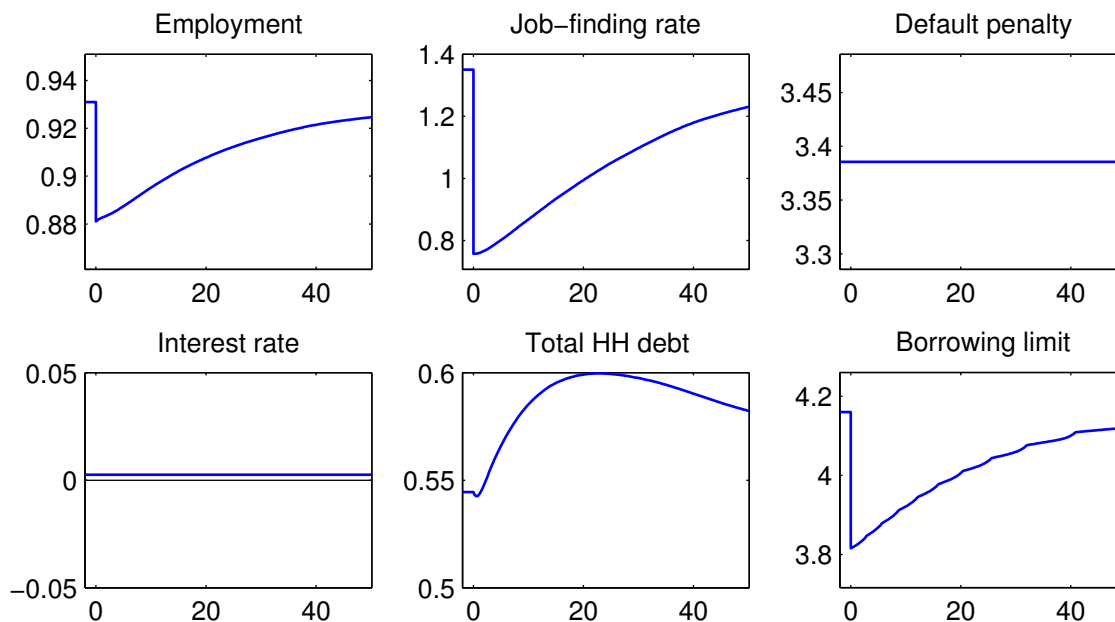 Employment
0.94
0.92
0.9
0.88
0 20 40
Job−finding rate
1.4
1.2
1
0.8
0 20 40
Default penalty
3.45
3.4
3.35
3.3
0 20 40
Interest rate
0.05
0
−0.05
0 20 40
Total HH debt
0.6
0.55
0.5
0 20 40
Borrowing limit
4.2
4
3.8
0 20 40